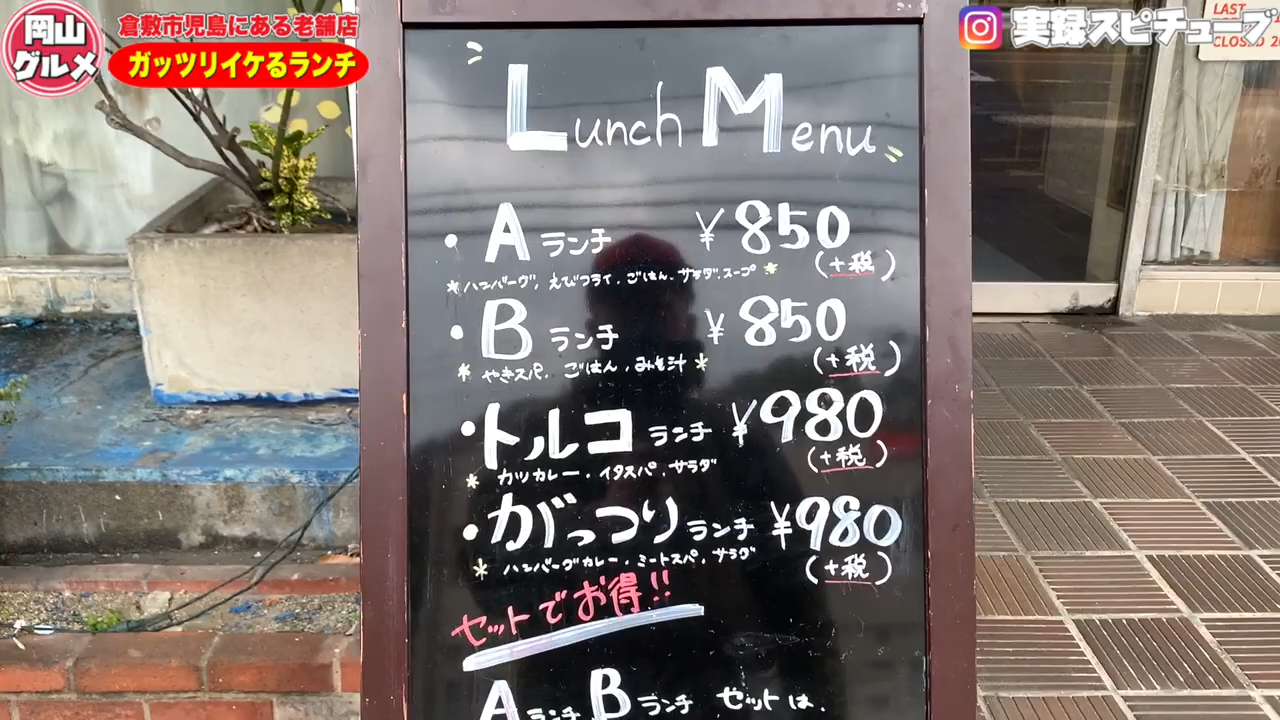 岡山
グルメ
倉敷市児島にある老舗店
ガッツリイケるランチ
実録スピチューブ
LAST
CLOSED 20
Lunch Menu
・Aランチ ¥850
(+税)
*ハンバーグ、えびフライ、ごはん、サラダ、スープ*
・Bランチ ¥850
(+税)
*やきスパ、ごはん、みそ汁*
・トルコランチ ¥980
(+税)
*カツカレー・イタスパ・サラダ
・がっつりランチ ¥980
(+税)
*ハンバーグカレー・ミートスパ、サラダ
セットでお得!!
Aランチ Bランチ セットは、